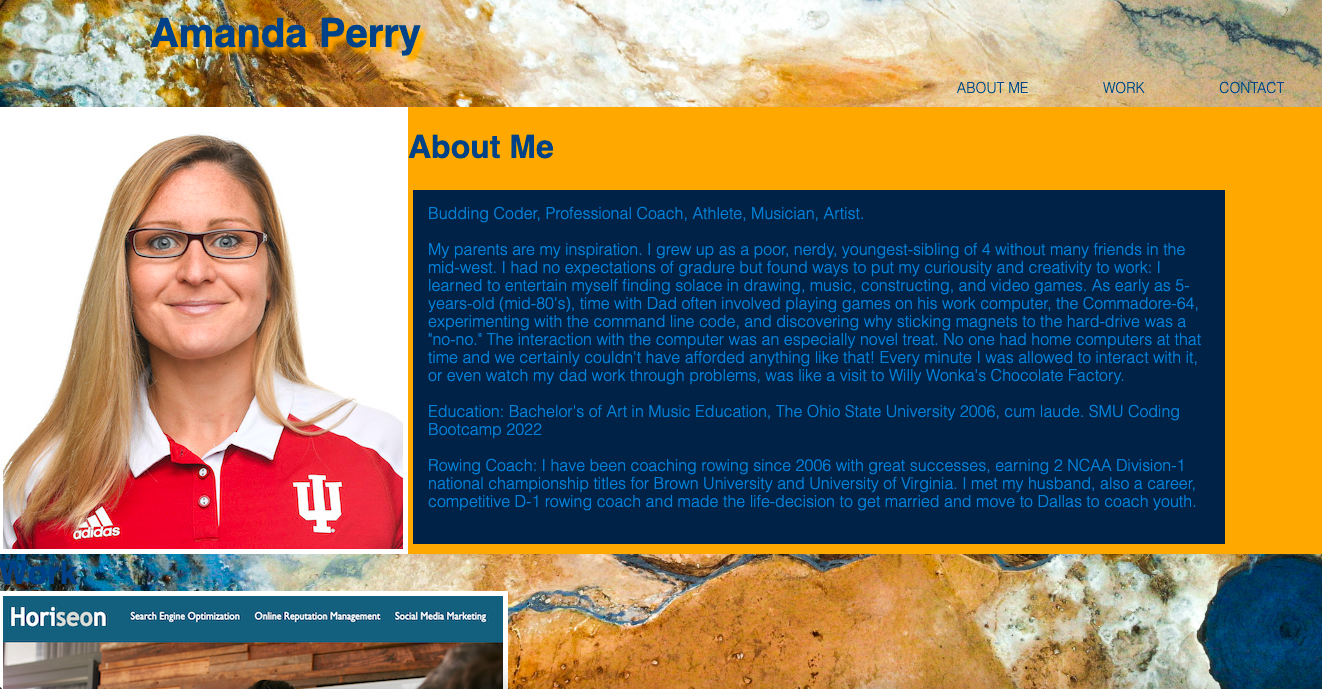 Amanda Perry
ABOUT ME WORK CONTACT
About Me
Budding Coder, Professional Coach, Athlete, Musician, Artist.
My parents are my inspiration. I grew up as a poor, nerdy, youngest-sibling of 4 without many friends in the
mid-west. I had no expectations of gradure but found ways to put my curiousity and creativity to work: I
learned to entertain myself finding solace in drawing, music, constructing, and video games. As early as 5-
years-old (mid-80's), time with Dad often involved playing games on his work computer, the Commadore-64,
experimenting with the command line code, and discovering why sticking magnets to the hard-drive was a
"no-no." The interaction with the computer was an especially novel treat. No one had home computers at that
time and we certainly couldn't have afforded anything like that! Every minute I was allowed to interact with it,
or even watch my dad work through problems, was like a visit to Willy Wonka's Chocolate Factory.
Education: Bachelor's of Art in Music Education, The Ohio State University 2006, cum laude. SMU Coding
Bootcamp 2022
Rowing Coach: I have been coaching rowing since 2006 with great successes, earning 2 NCAA Division-1
national championship titles for Brown University and University of Virginia. I met my husband, also a career,
competitive D-1 rowing coach and made the life-decision to get married and move to Dallas to coach youth.
adidas
Work
Horiseon Search Engine Optimization Online Reputation Management Social Media Marketing